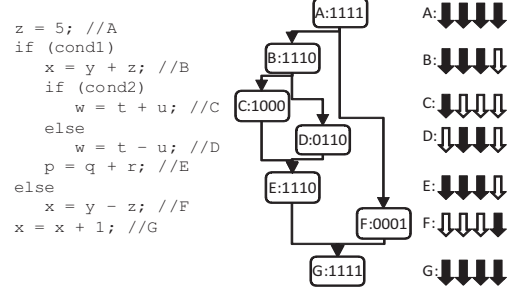 z = 5; //A
if (cond1)
x = y + z; //B
if (cond2)
w = t + u; //C
else
w = t - u; //D
p = q + r; //E
else
x = y - z; //F
x = x + 1; //G
A:1111
B:1110
C:1000
D:0110
E:1110
F:0001
G:1111
A:
B:
C:
D:
E:
F:
G: